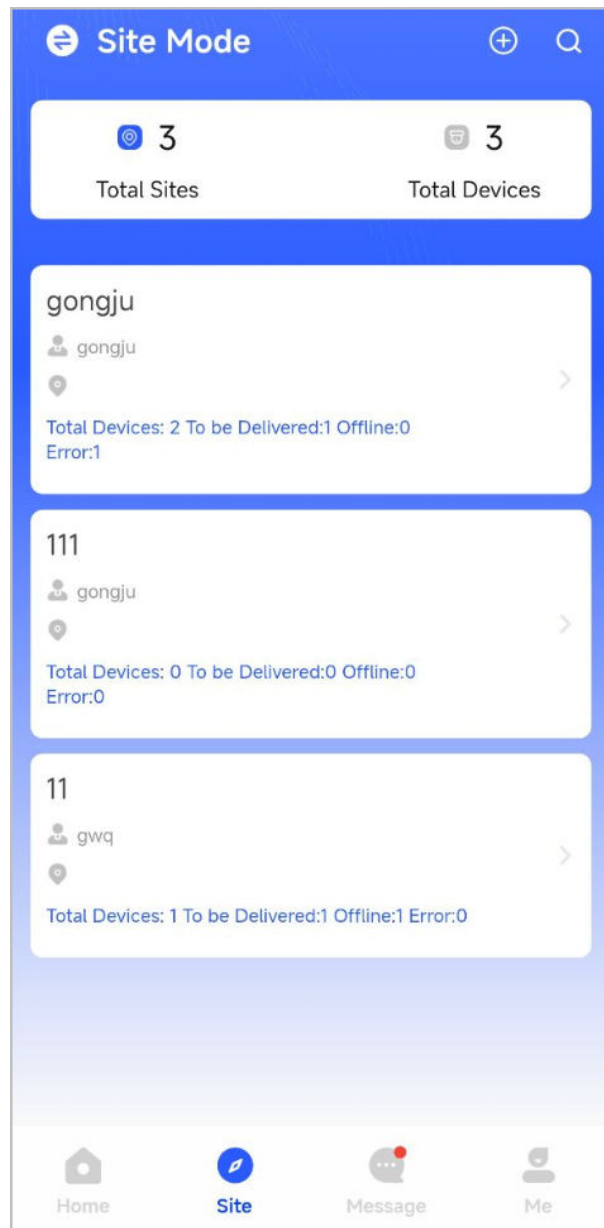 Site Mode
3
3
Total Sites
Total Devices
gongju
gongju
Total Devices: 2 To be Delivered:1 Offline:0
Error:1
111
gongju
Total Devices: 0 To be Delivered:0 Offline:0
Error:0
11
gwq
Total Devices: 1 To be Delivered:1 Offline:1 Error:0
Home
Site
Message
Me